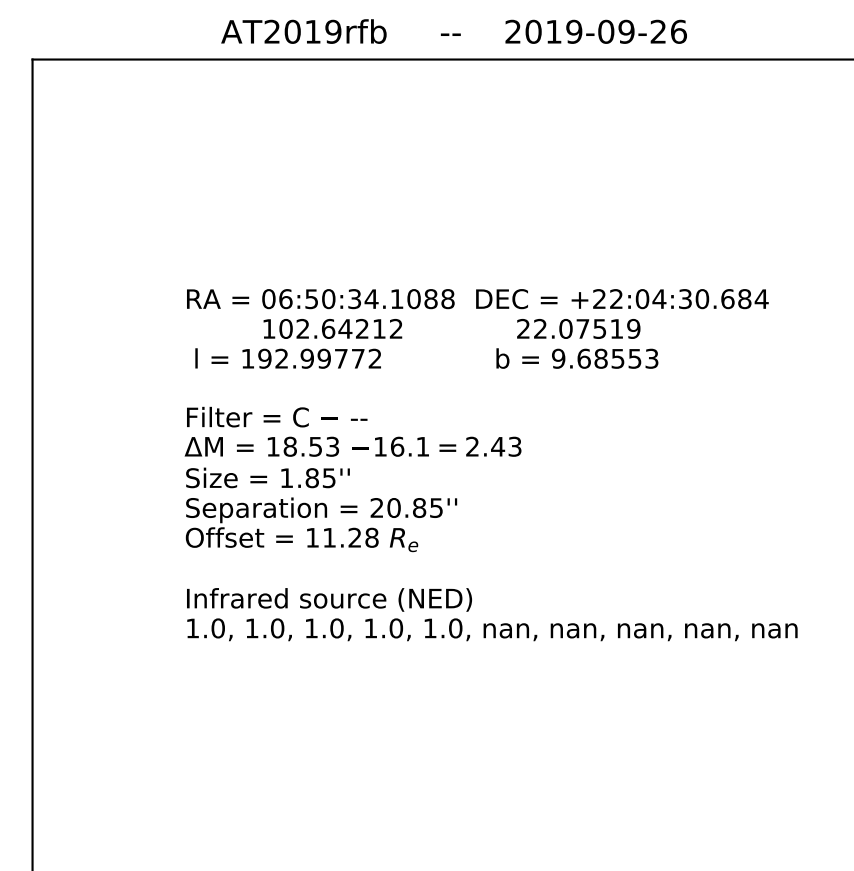 AT2019rfb -- 2019-09-26
RA = 06:50:34.1088 DEC = +22:04:30.684
102.64212 22.07519
l = 192.99772 b = 9.68553
Filter = C − --
ΔM = 18.53 −16.1 = 2.43
Size = 1.85''
Separation = 20.85''
Offset = 11.28 Rₑ
Infrared source (NED)
1.0, 1.0, 1.0, 1.0, 1.0, nan, nan, nan, nan, nan